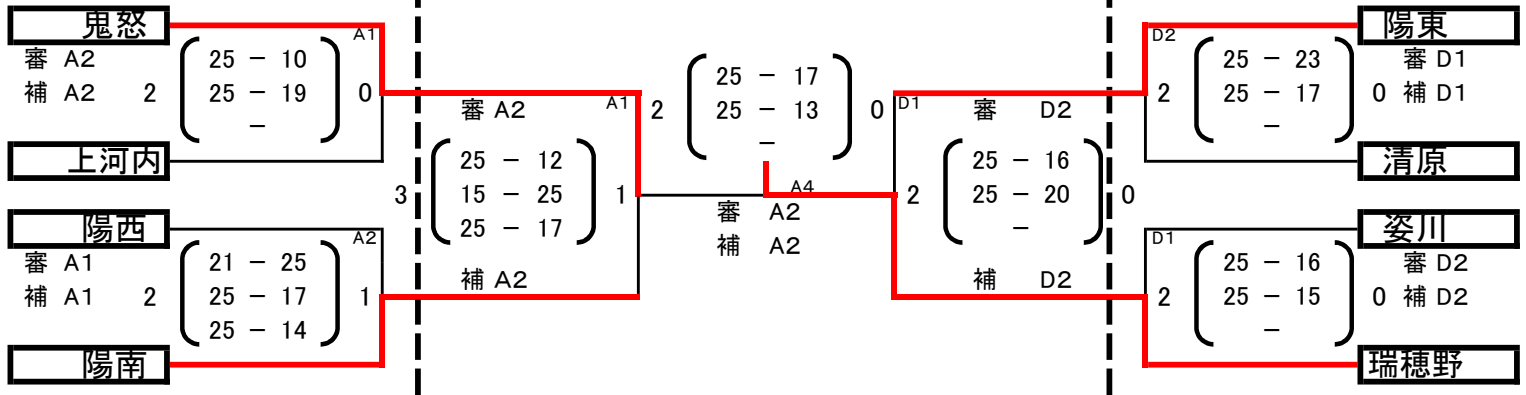 鬼怒
審 A2
補 A2
2
25 − 10
25 − 19
−
0
A1
上河内
陽西
審 A1
補 A1
2
21 − 25
25 − 17
25 − 14
1
A2
陽南
審 A2
3
25 − 12
15 − 25
25 − 17
1
A1
補 A2
2
25 − 17
25 − 13
−
0
A4
審 A2
補 A2
D1
審 D2
2
25 − 16
25 − 20
−
0
補 D2
陽東
D2
審 D1
補 D1
2
25 − 23
25 − 17
−
0
清原
姿川
D1
審 D2
補 D2
2
25 − 16
25 − 15
−
0
瑞穂野